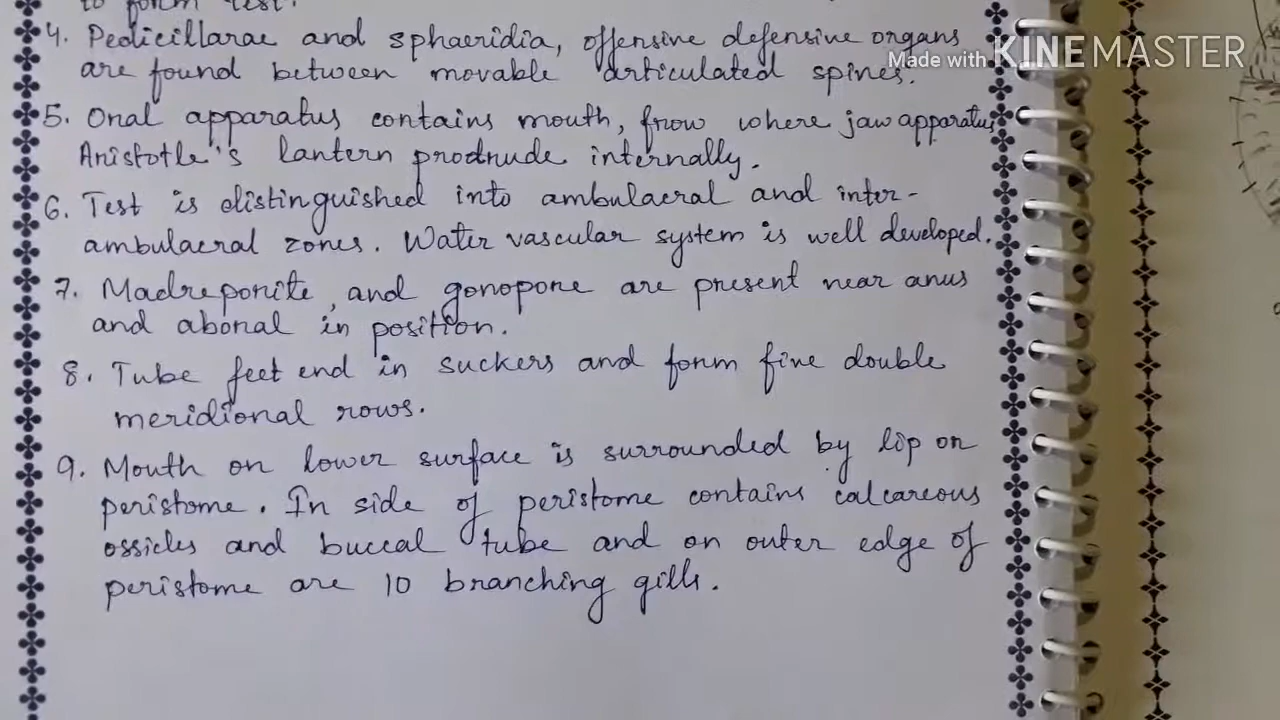 to form test.
4. Pedicillarae and sphaeridia, offensive defensive organs
are found between movable articulated spines.
5. Oral apparatus contains mouth, from where jaw apparatus
Aristotle's lantern protrude internally.
6. Test is distinguished into ambulacral and inter-
ambulacral zones. Water vascular system is well developed.
7. Madreponite, and gonopore are present near anus
and aboral in position.
8. Tube feet end in suckers and form five double
meridional rows.
9. Mouth on lower surface is surrounded by lip or
peristome. In side of peristome contains calcareous
ossicles and buccal tube and on outer edge of
peristome are 10 branching gills.
Made with KINEMASTER